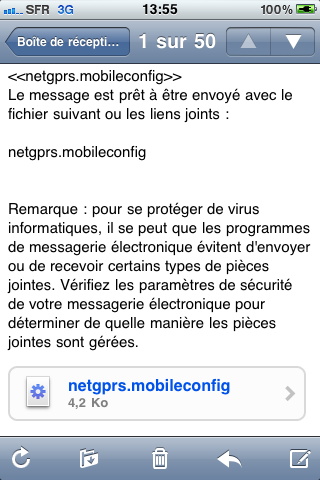 SFR 3G 13:55 100%
Boîte de récepti... 1 sur 50
<<netgprs.mobileconfig>>
Le message est prêt à être envoyé avec le
fichier suivant ou les liens joints :
netgprs.mobileconfig
Remarque : pour se protéger de virus
informatiques, il se peut que les programmes
de messagerie électronique évitent d'envoyer
ou de recevoir certains types de pièces
jointes. Vérifiez les paramètres de sécurité
de votre messagerie électronique pour
déterminer de quelle manière les pièces
jointes sont gérées.
netgprs.mobileconfig
4,2 Ko